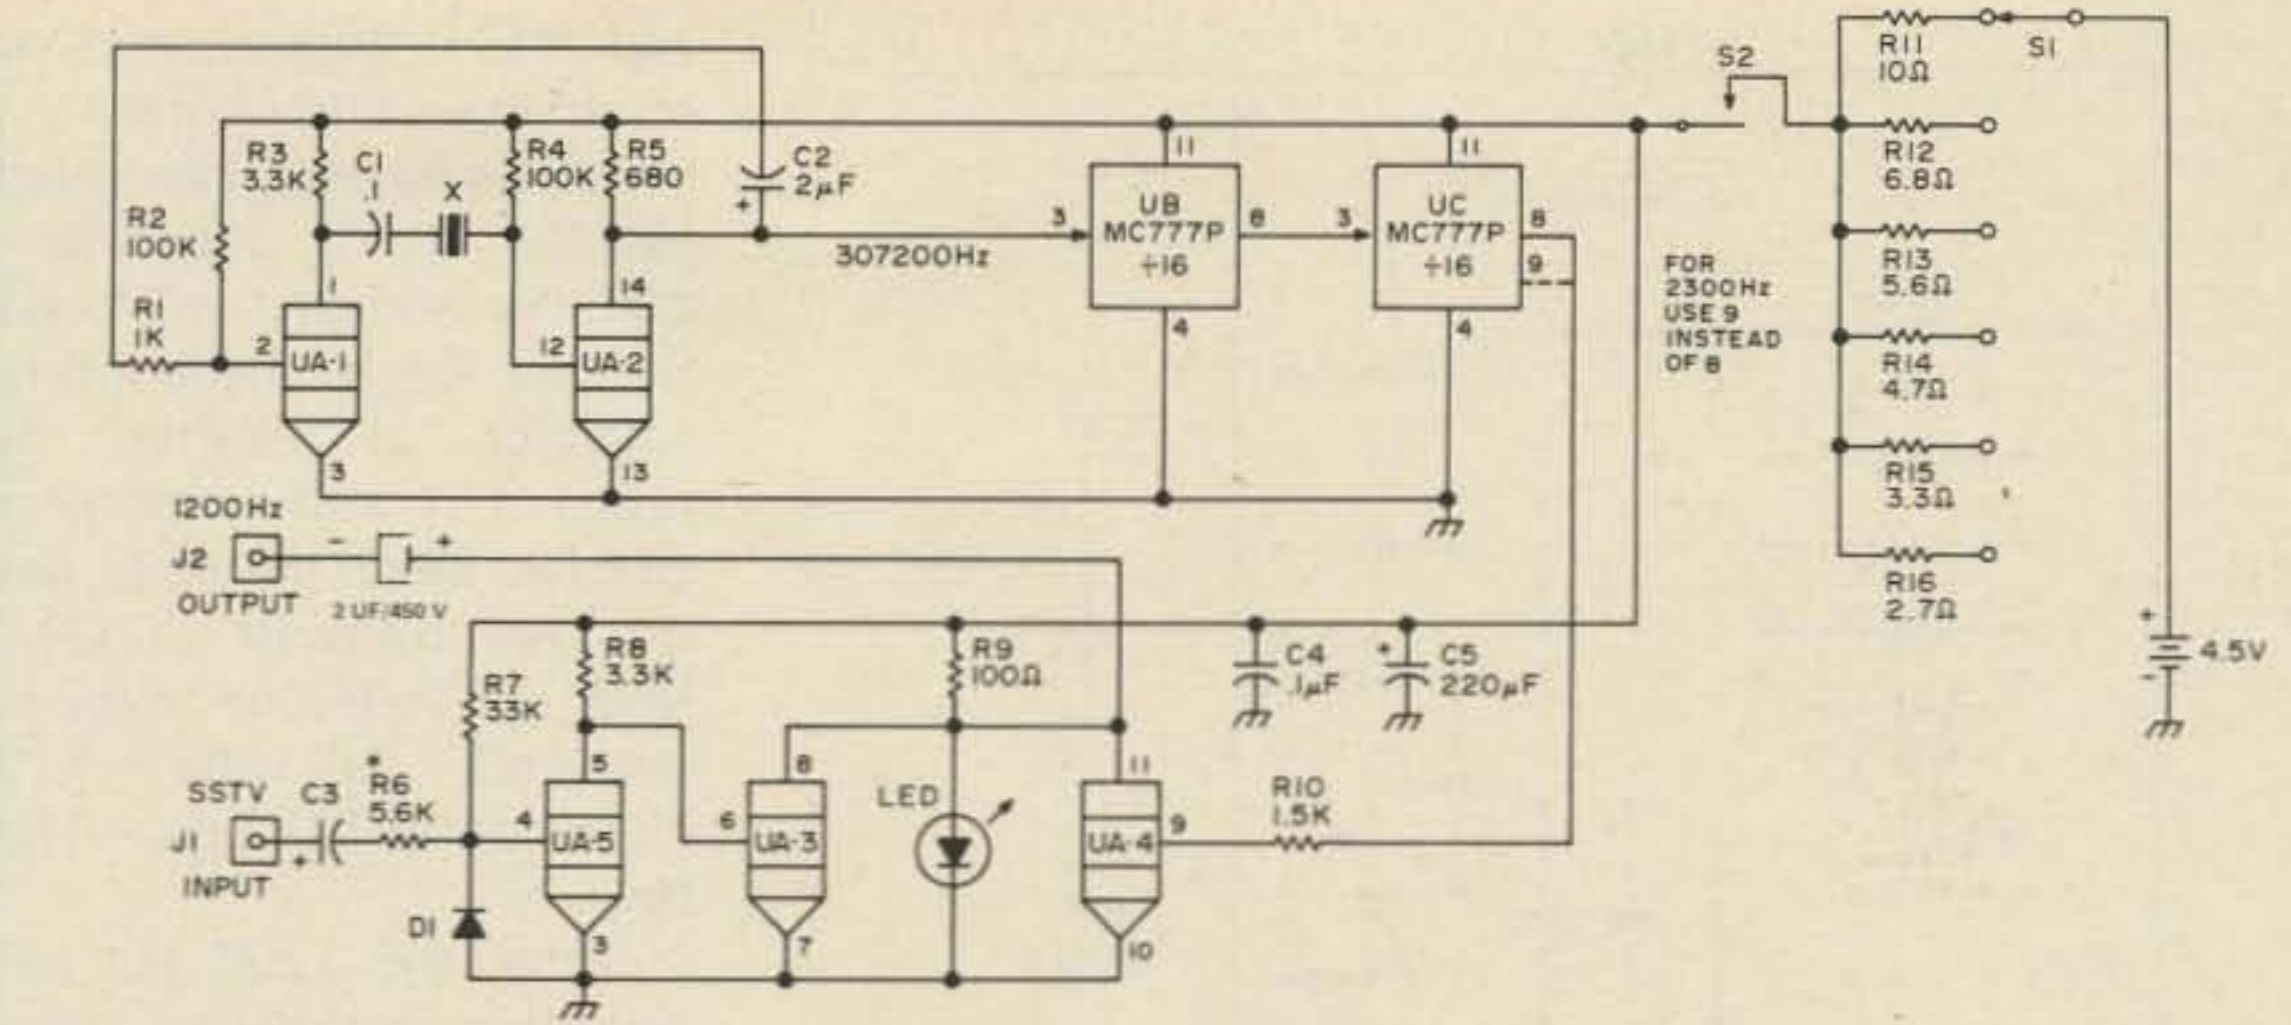 R11
10Ω
S1
S2
R12
6.8Ω
R13
5.6Ω
R14
4.7Ω
R15
3.3Ω
R16
2.7Ω
+
4.5V
-
R3
3.3K
C1
.1
X
R4
100K
R5
680
C2
2µF
+
R2
100K
R1
1K
2
1
UA-1
3
12
14
UA-2
13
307200Hz
3
11
UB
MC777P
÷16
8
4
3
11
UC
MC777P
÷16
8
9
4
FOR
2300Hz
USE 9
INSTEAD
OF 8
1200Hz
J2
OUTPUT
-
+
2 UF/450 V
R7
33K
R8
3.3K
R9
100Ω
C4
.1µF
+
C5
220µF
SSTV
J1
INPUT
C3
+
*
R6
5.6K
4
5
UA-5
3
D1
6
8
UA-3
7
LED
11
9
UA-4
10
R10
1.5K